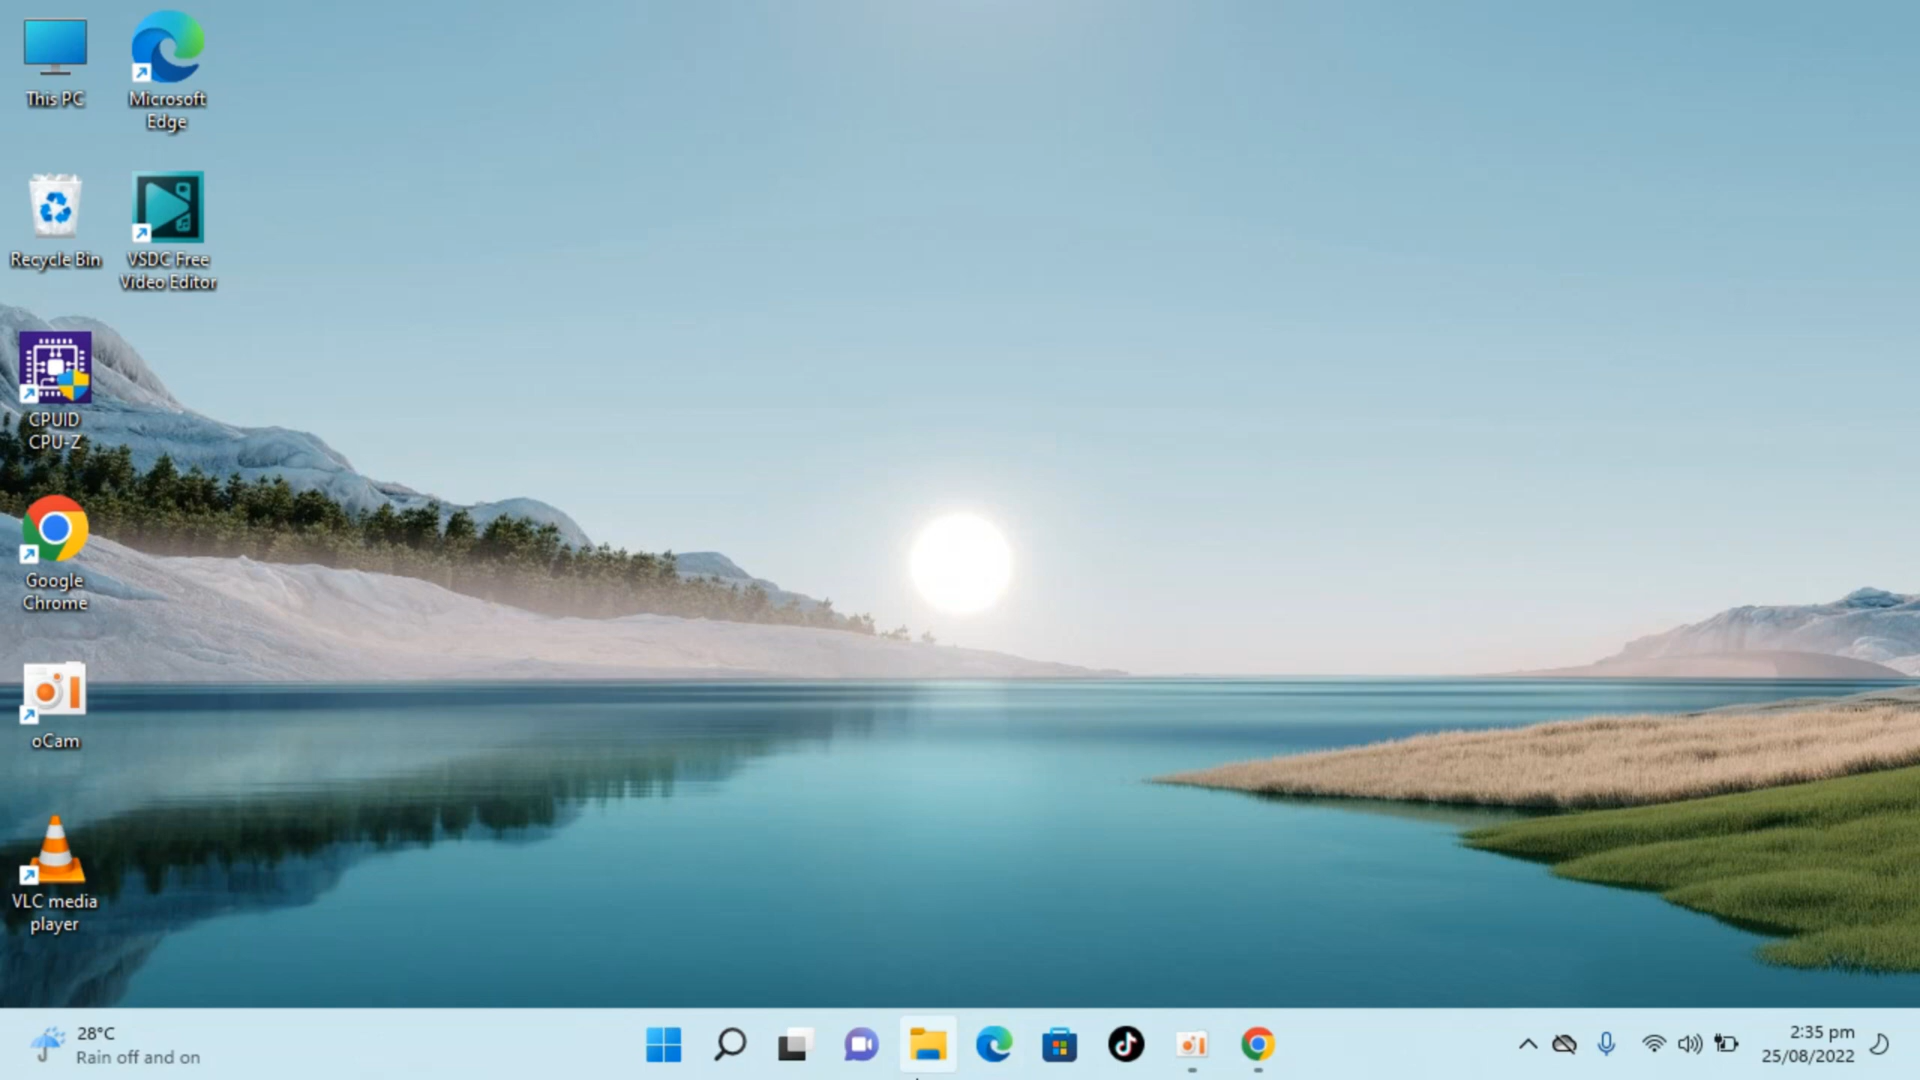 This PC
Microsoft
Edge
Recycle Bin
VSDC Free
Video Editor
CPUID
CPU-Z
Google
Chrome
oCam
VLC media
player
28°C
Rain off and on
2:35 pm
25/08/2022